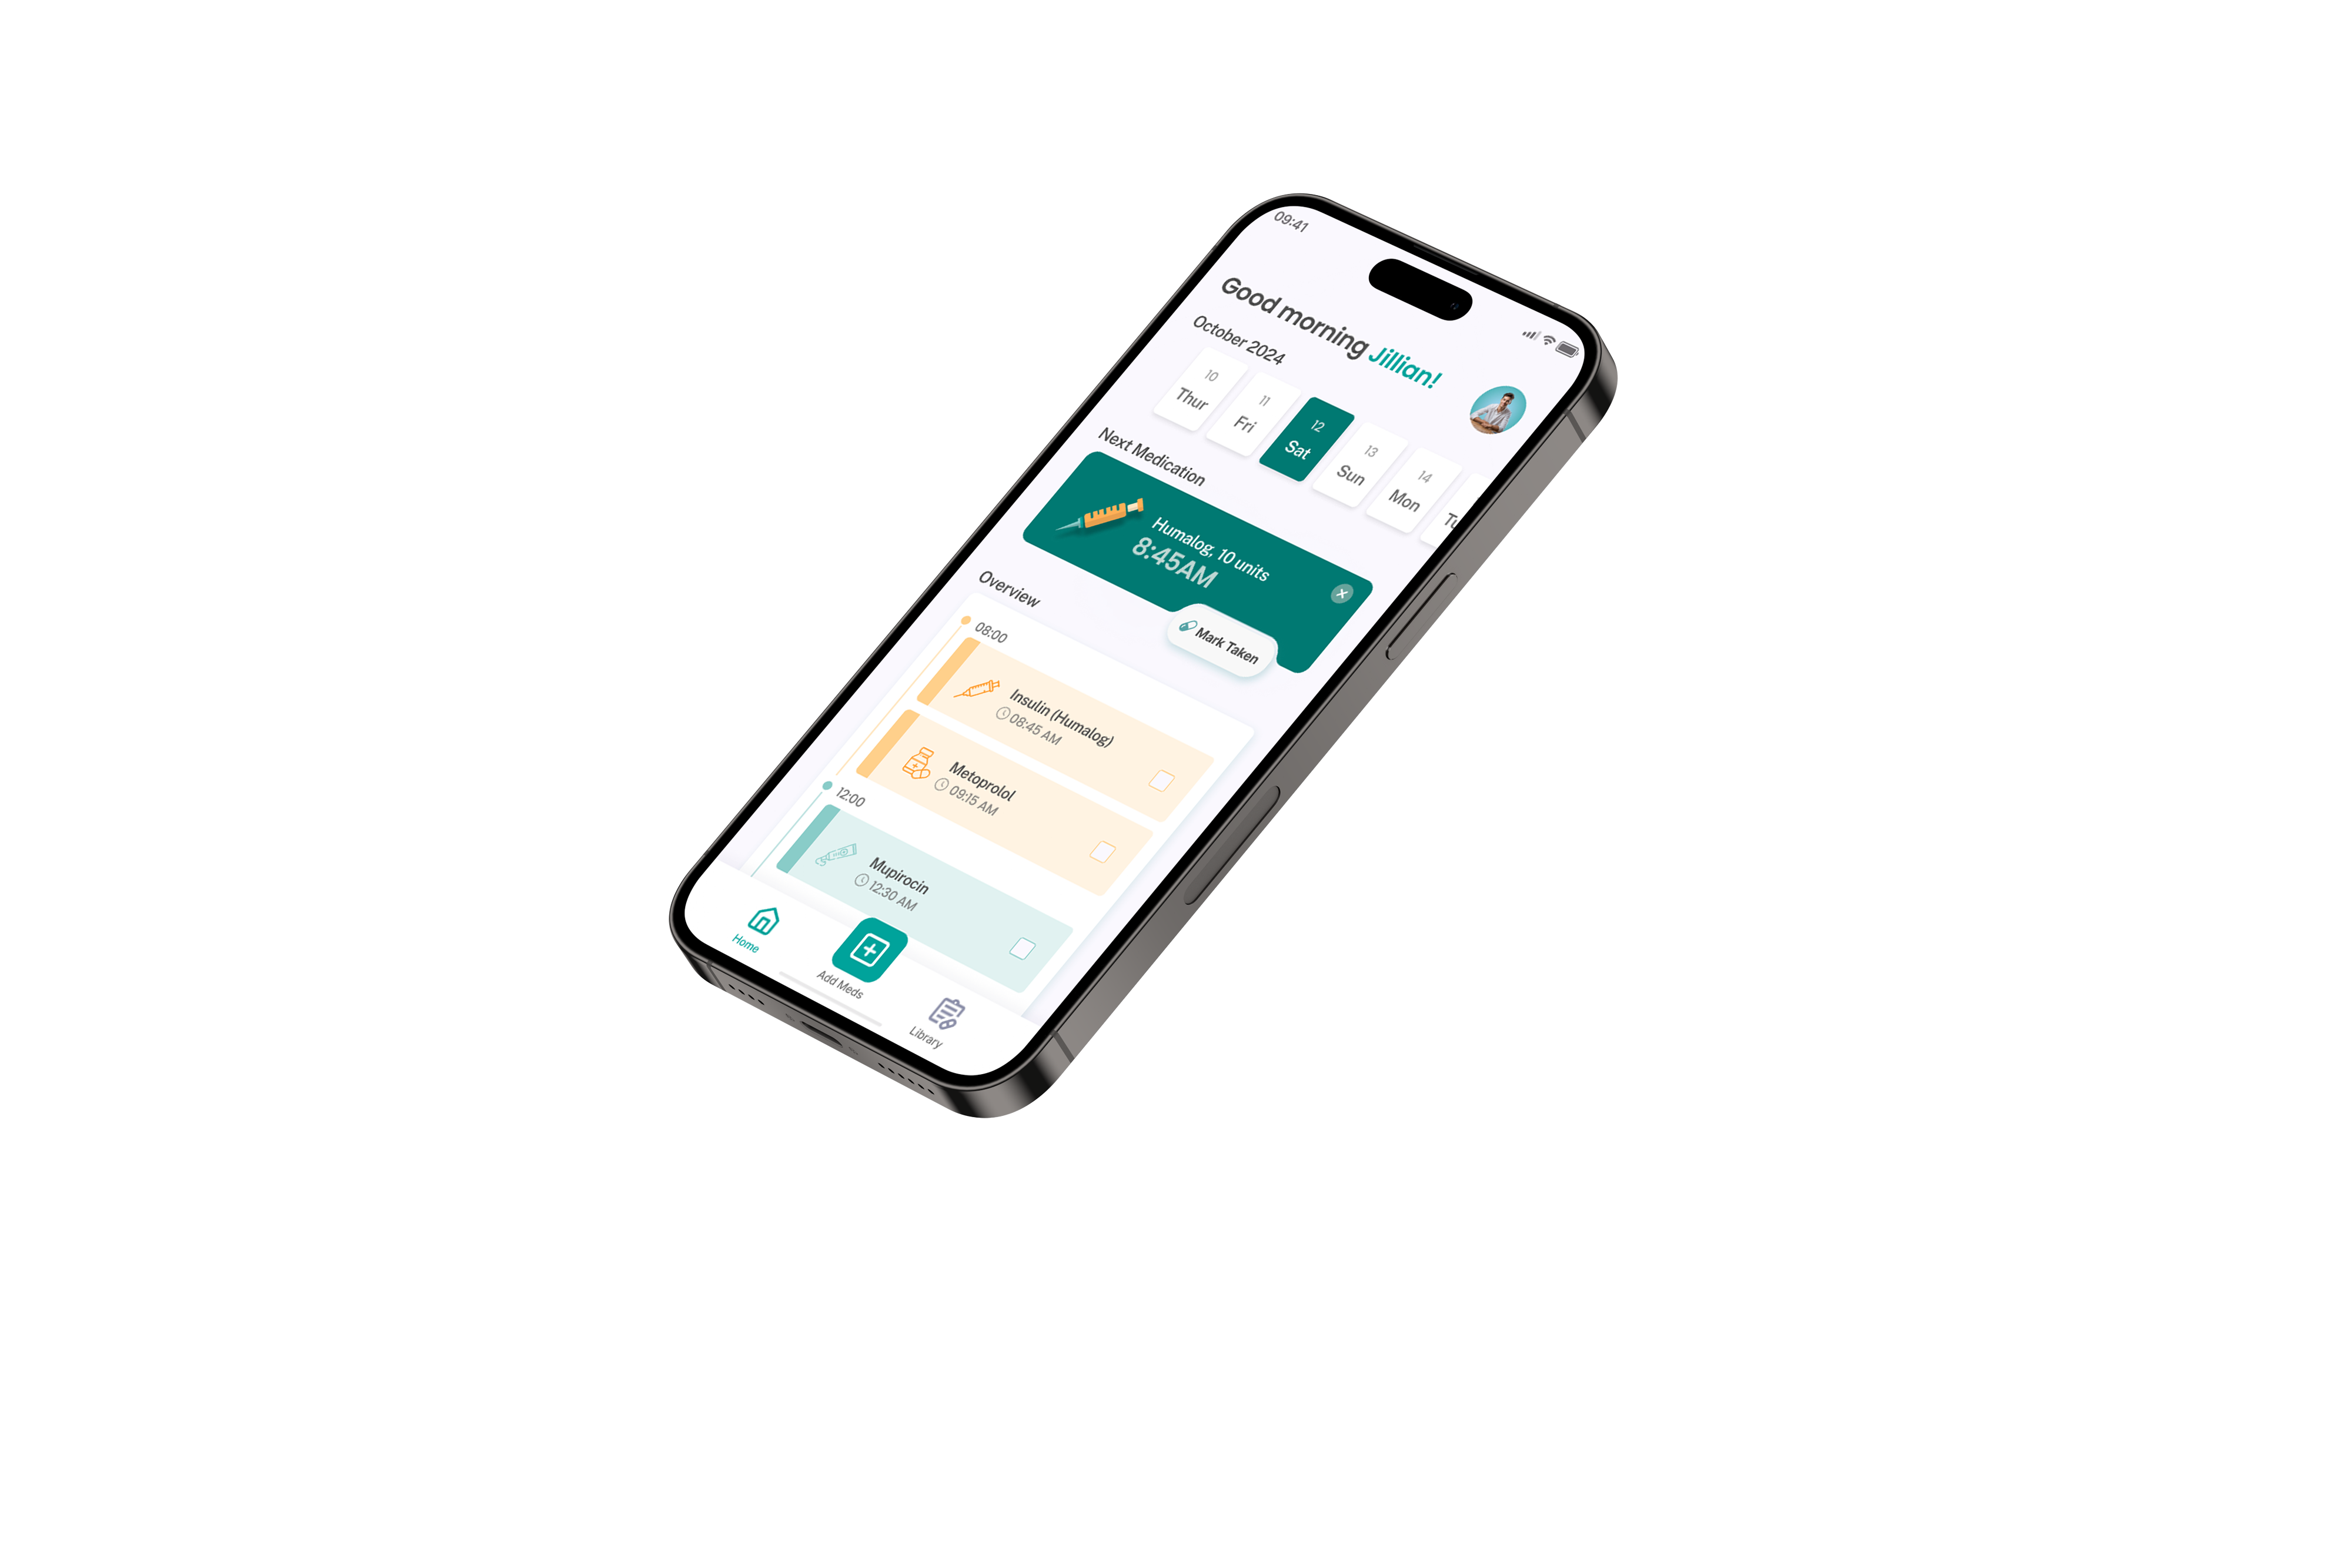 09:41
Good morning Jillian!
October 2024
10
Thur
11
Fri
12
Sat
13
Sun
14
Mon
Tu
Next Medication
Humalog, 10 units
8:45AM
Mark Taken
Overview
08:00
Insulin (Humalog)
08:45 AM
Metoprolol
09:15 AM
12:00
Mupirocin
12:30 AM
Home
Add Meds
Library